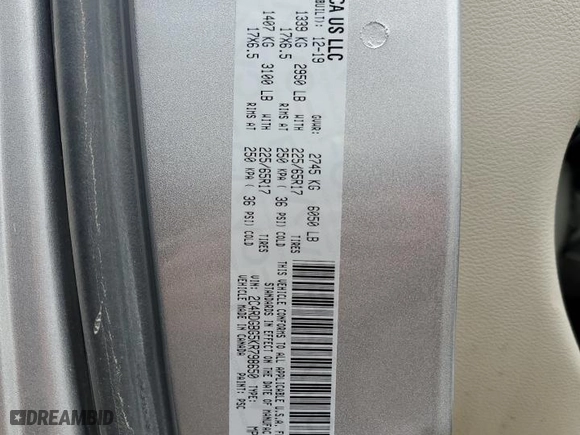 CA US LLC
BUILT): 12-19 GVWR: 2745 KG 6050 LB
1339 KG 2950 LB WITH 225/65R17 TIRES
17X6.5 RIMS AT 250 KPA ( 36 PSI) COLD
1407 KG 3100 LB WITH 225/65R17 TIRES
17X6.5 RIMS AT 250 KPA ( 36 PSI) COLD
THIS VEHICLE CONFORMS TO ALL APPLICABLE U.S.A. F
STANDARDS IN EFFECT ON THE DATE OF MANUFAC
VIN: 2C4RDGBG5KR798650 TYPE: MP
MADE IN CANADA PAINT: PSC
DREAMBID